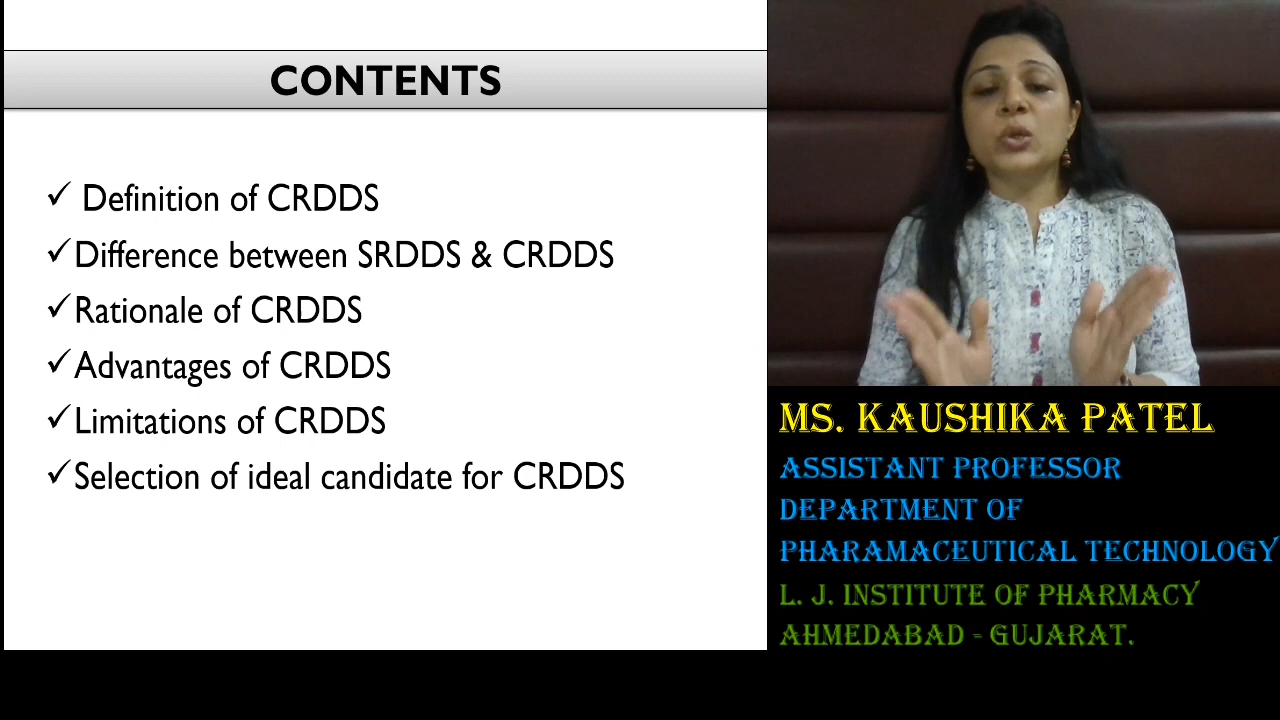 CONTENTS
✓ Definition of CRDDS
✓ Difference between SRDDS & CRDDS
✓ Rationale of CRDDS
✓ Advantages of CRDDS
✓ Limitations of CRDDS
✓ Selection of ideal candidate for CRDDS
MS. KAUSHIKA PATEL
ASSISTANT PROFESSOR
DEPARTMENT OF
PHARAMACEUTICAL TECHNOLOGY
L. J. INSTITUTE OF PHARMACY
AHMEDABAD - GUJARAT.